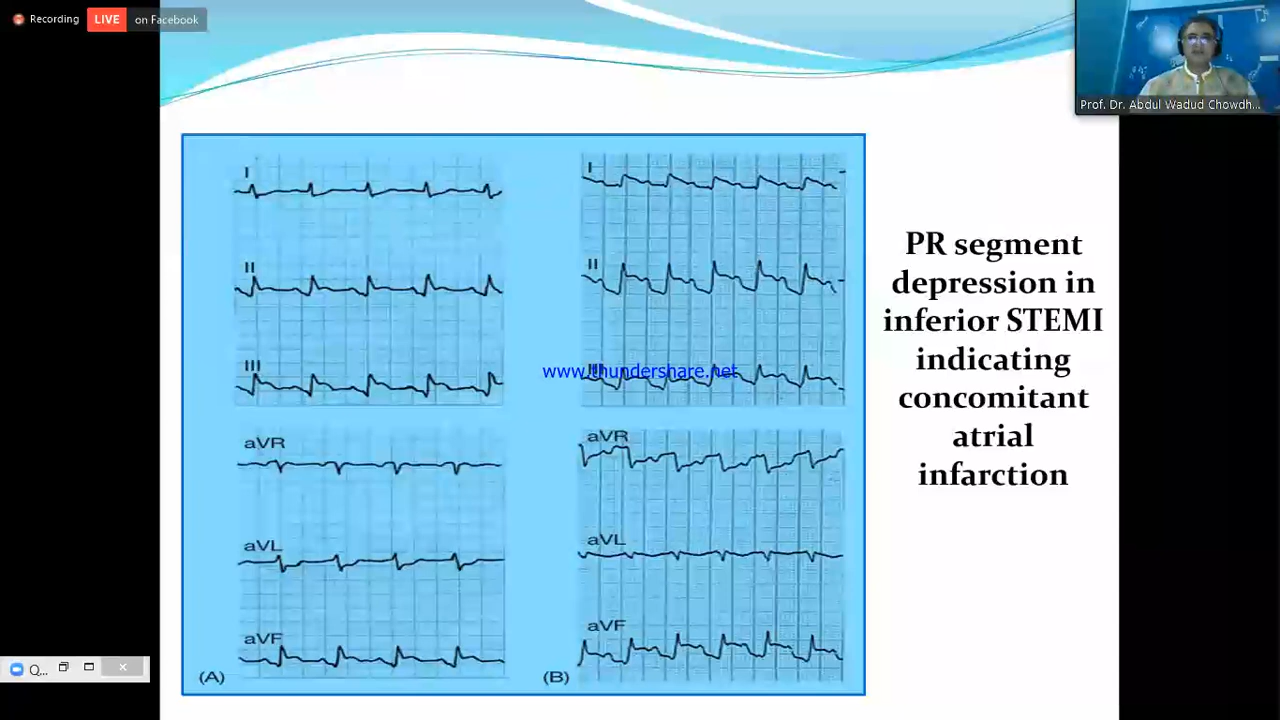 Recording
LIVE on Facebook
Prof. Dr. Abdul Wadud Chowdh...
I
I
II
II
III
III
www.thundershare.net
aVR
aVR
aVL
aVL
aVF
aVF
(A)
(B)
PR segment
depression in
inferior STEMI
indicating
concomitant
atrial
infarction
Q...